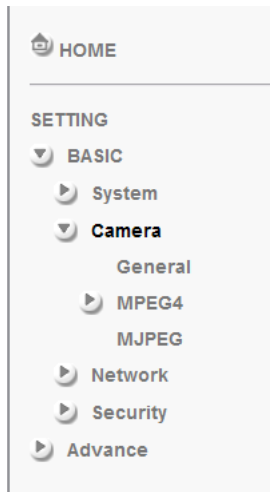 HOME
SETTING
BASIC
System
Camera
General
MPEG4
MJPEG
Network
Security
Advance